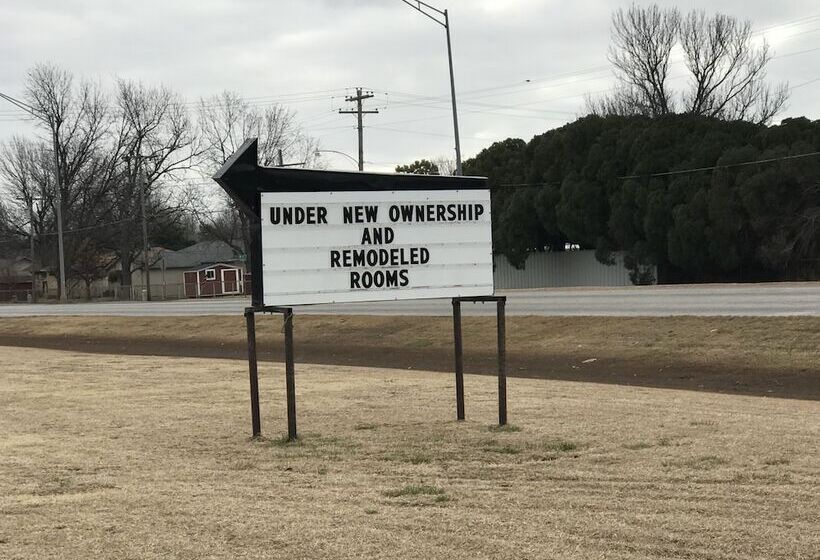 UNDER NEW OWNERSHIP
AND
REMODELED
ROOMS